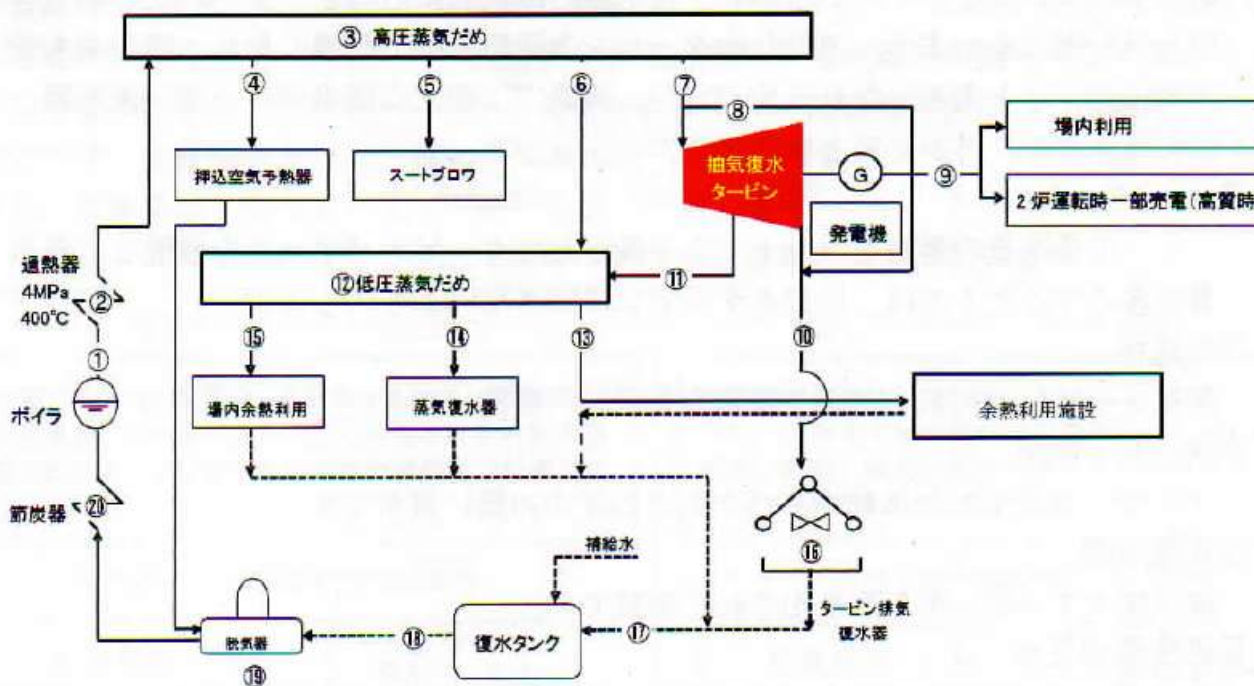 ③ 高圧蒸気だめ
④
⑤
⑥
⑦
⑧
押込空気予熱器
スートブロワ
抽気復水
タービン
G
⑨
場内利用
2炉運転時一部売電(高質時
発電機
過熱器
4MPa
400℃
②
⑫低圧蒸気だめ
⑪
①
⑮
⑭
⑬
⑩
ボイラ
場内余熱利用
蒸気復水器
余熱利用施設
節炭器
⑳
補給水
⑯
タービン排気
復水器
脱気器
⑱
復水タンク
⑰
⑲